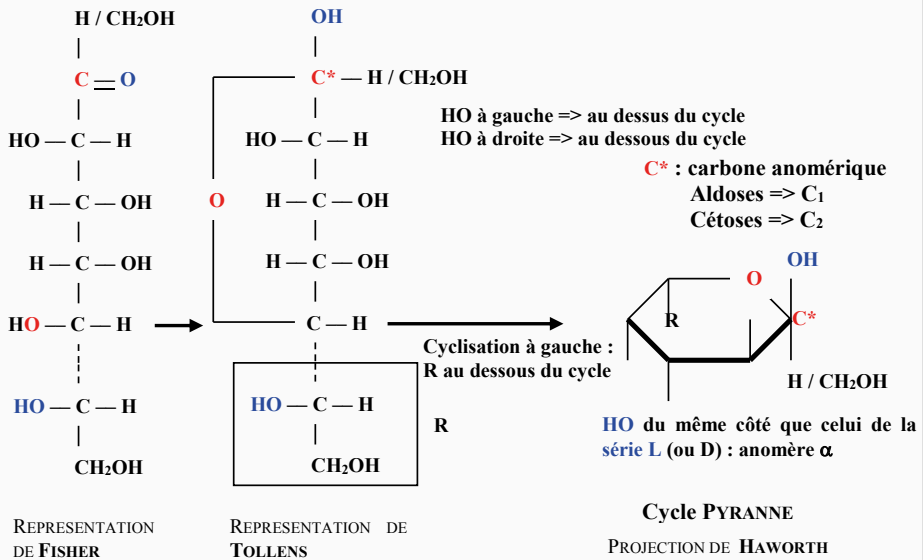 H / CH₂OH
C = O
HO — C — H
H — C — OH
H — C — OH
HO — C — H
HO — C — H
CH₂OH
REPRESENTATION
DE FISHER
OH
C* — H / CH₂OH
HO — C — H
O
H — C — OH
H — C — OH
C — H
HO — C — H
CH₂OH
R
REPRESENTATION DE
TOLLENS
HO à gauche => au dessus du cycle
HO à droite => au dessous du cycle
C* : carbone anomérique
Aldoses => C₁
Cétoses => C₂
Cyclisation à gauche :
R au dessous du cycle
OH
O
R
C*
H / CH₂OH
HO du même côté que celui de la
série L (ou D) : anomère α
Cycle PYRANNE
PROJECTION DE HAWORTH